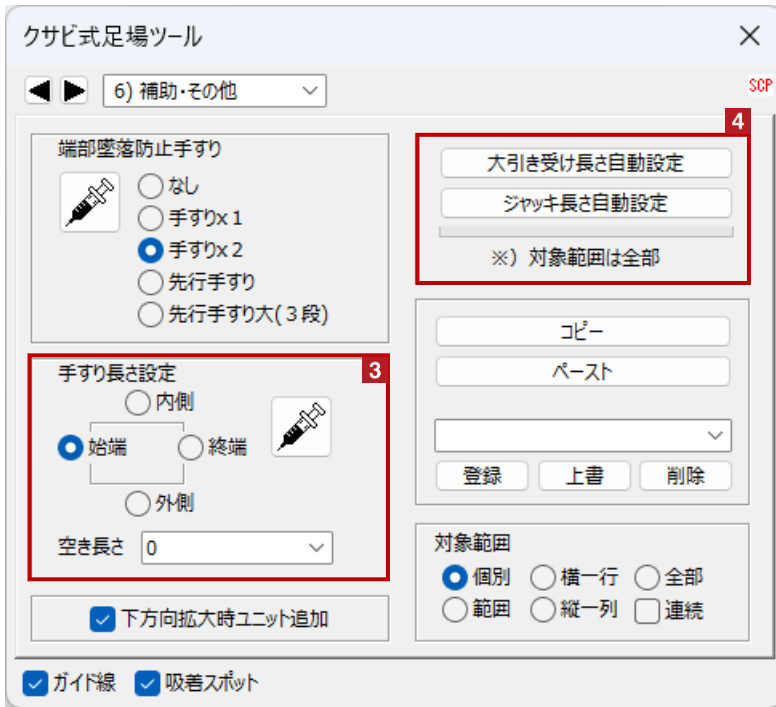 クサビ式足場ツール
6) 補助・その他
SCP
端部墜落防止手すり
なし
手すりx 1
手すりx 2
先行手すり
先行手すり大(３段)
3
手すり長さ設定
内側
始端
終端
外側
空き長さ
0
下方向拡大時ユニット追加
4
大引き受け長さ自動設定
ジャッキ長さ自動設定
※）対象範囲は全部
コピー
ペースト
登録 上書 削除
対象範囲
個別 横一行 全部
範囲 縦一列 連続
ガイド線 吸着スポット